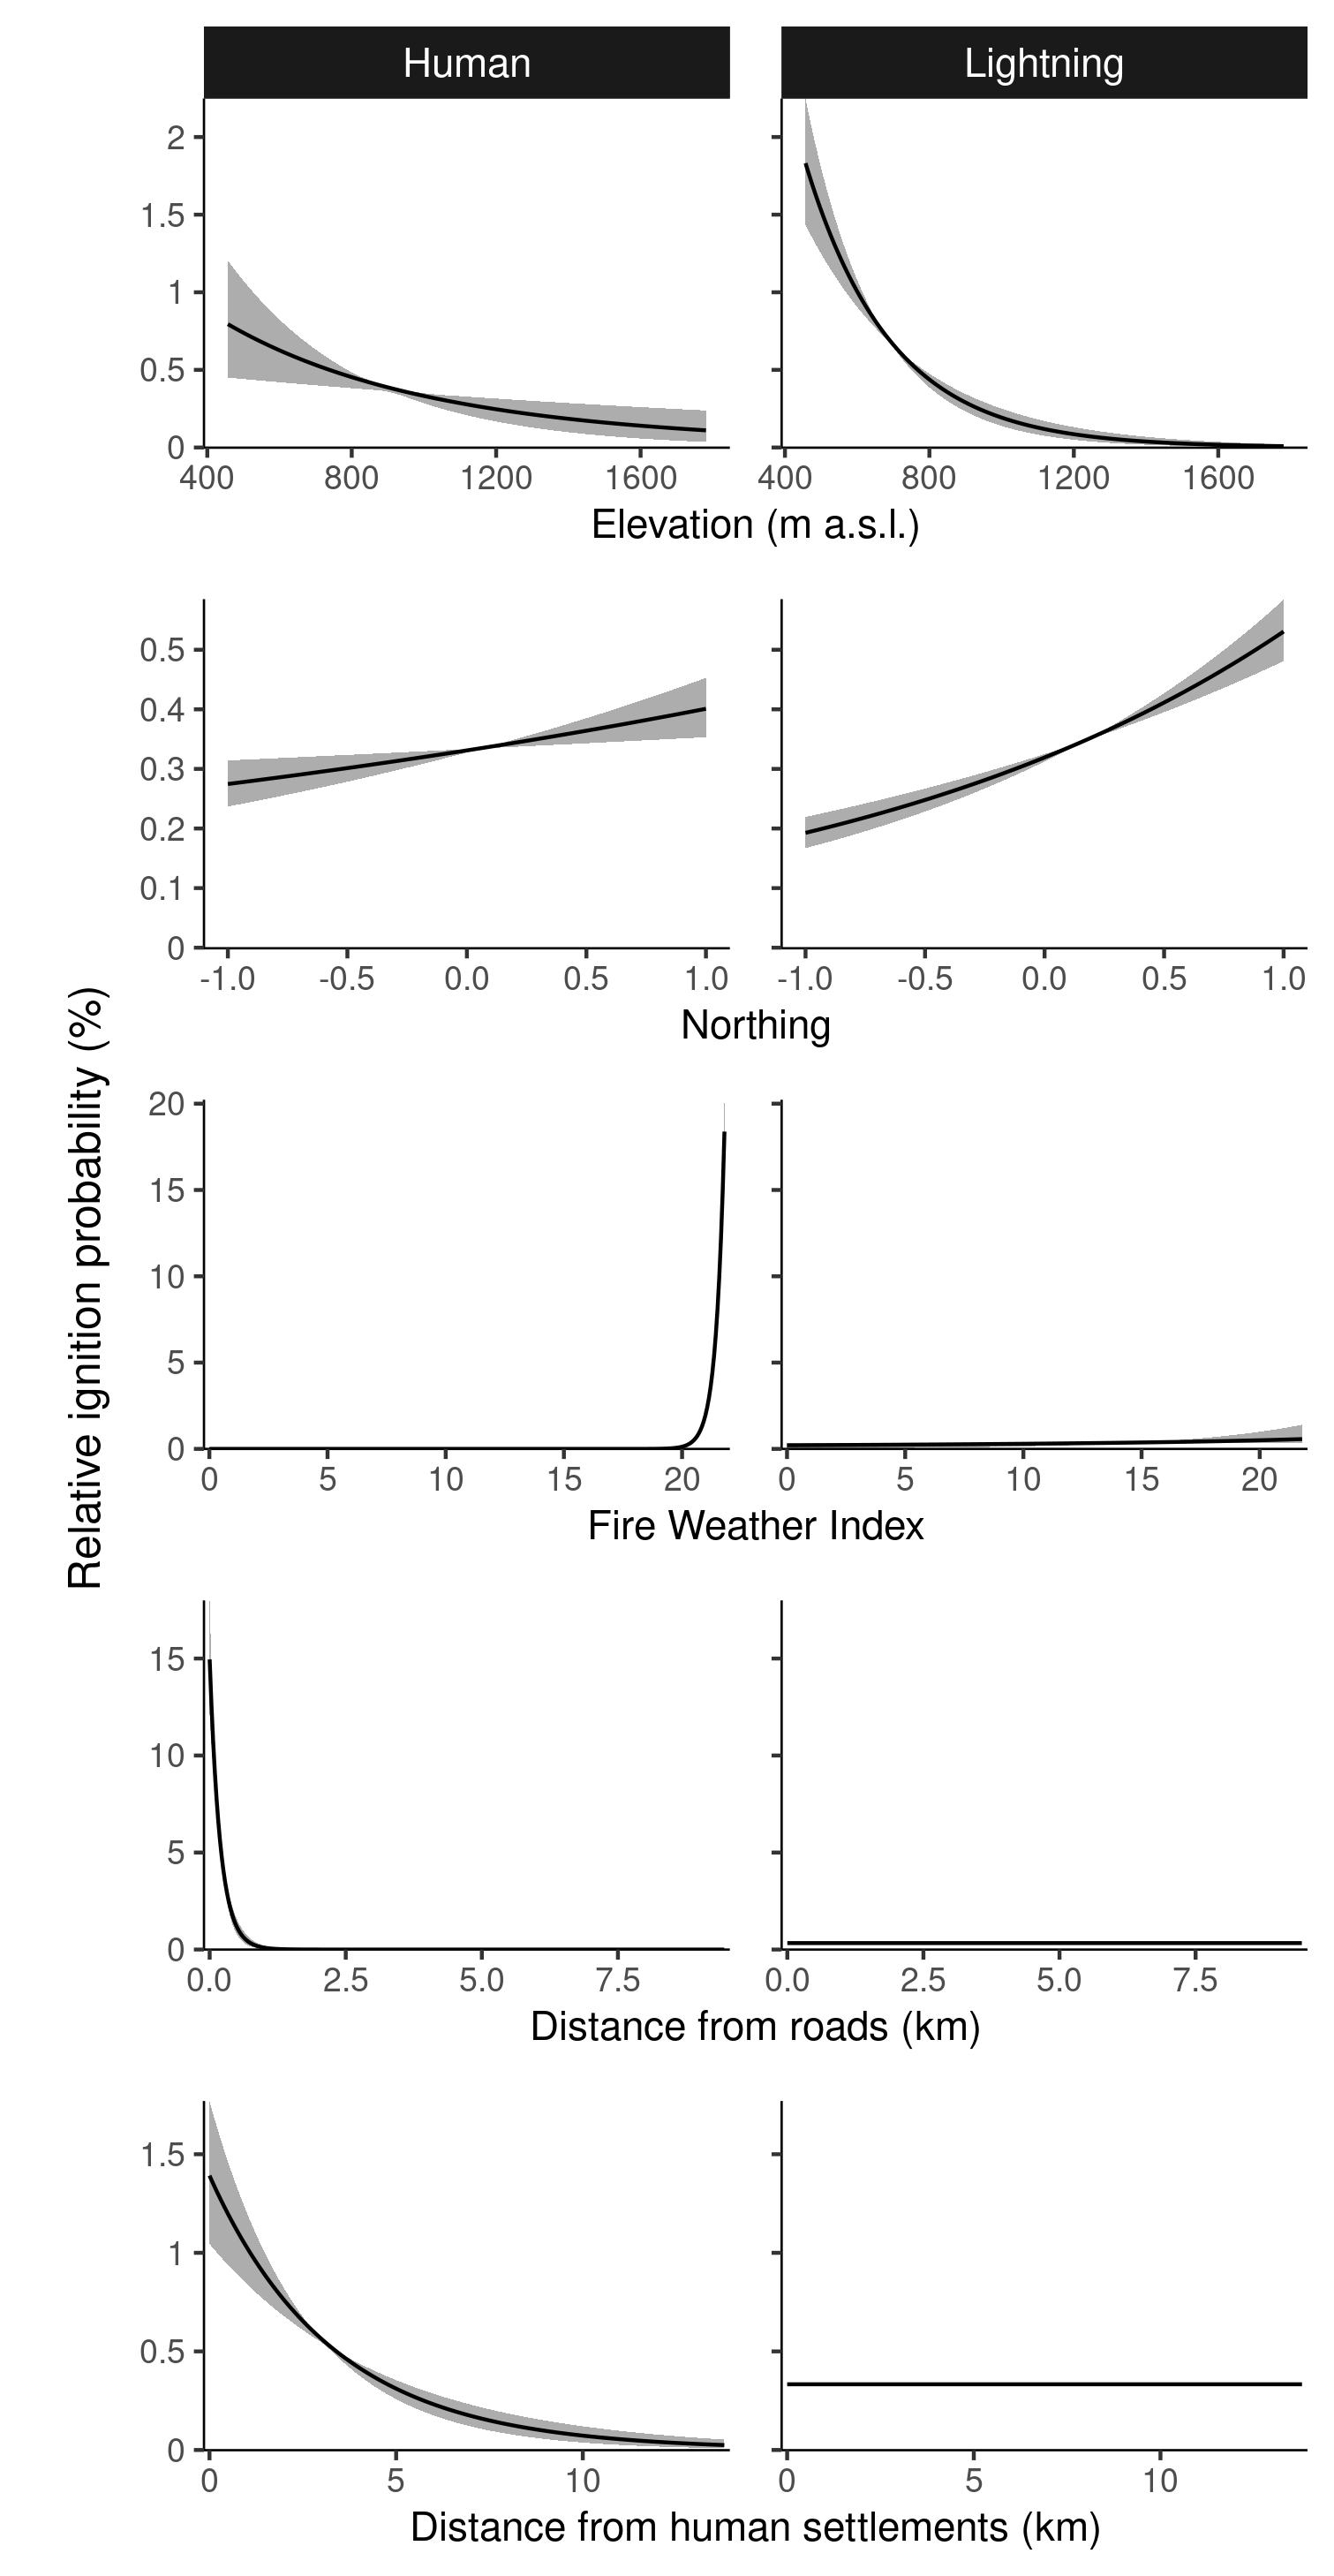 Human Lightning
2
1.5
1
0.5
0
400 800 1200 1600 400 800 1200 1600
Elevation (m a.s.l.)
0.5
0.4
0.3
0.2
0.1
0
-1.0 -0.5 0.0 0.5 1.0 -1.0 -0.5 0.0 0.5 1.0
Northing
Relative ignition probability (%)
20
15
10
5
0
0 5 10 15 20 0 5 10 15 20
Fire Weather Index
15
10
5
0
0.0 2.5 5.0 7.5 0.0 2.5 5.0 7.5
Distance from roads (km)
1.5
1
0.5
0
0 5 10 0 5 10
Distance from human settlements (km)